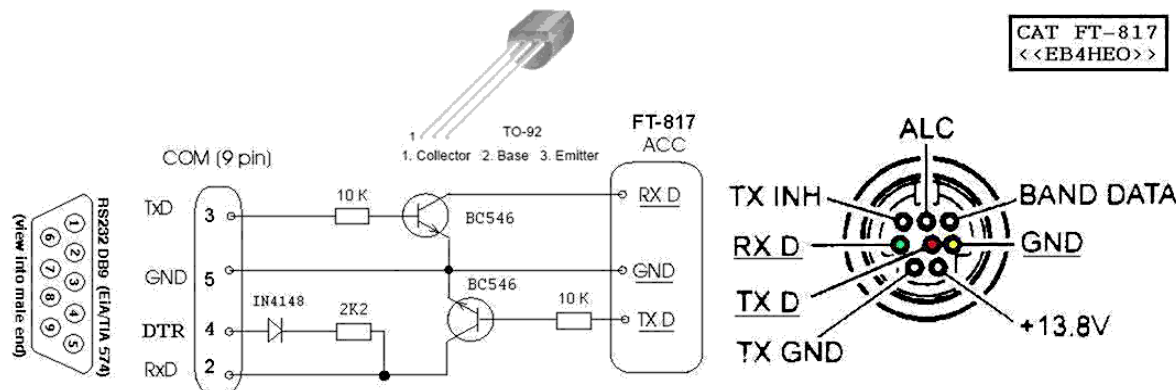 CAT FT-817
<<EB4HEO>>
1
TO-92
1. Collector 2. Base 3. Emitter
FT-817
ACC
COM (9 pin)
TxD
3
10 K
BC546
RX D
GND
5
GND
BC546
IN4148
2K2
10 K
DTR
4
TX D
RxD
2
RS232 DB9 (EIA/TIA 574)
(view into male end)
1
2
3
4
5
6
7
8
9
ALC
TX INH
BAND DATA
RX D
GND
TX D
TX GND
+13.8V